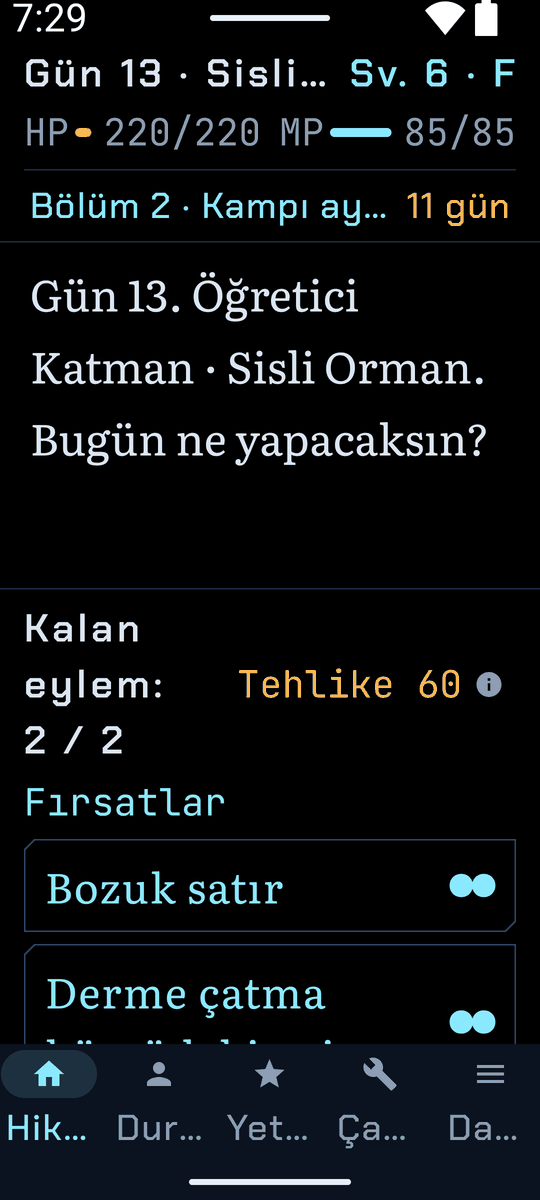 7:29
Gün 13 · Sisli... Sv. 6 · F
HP 220/220 MP 85/85
Bölüm 2 · Kampı ay... 11 gün
Gün 13. Öğretici
Katman · Sisli Orman.
Bugün ne yapacaksın?
Kalan
eylem:
2 / 2
Tehlike 60
Fırsatlar
Bozuk satır
Derme çatma
Hik... Dur... Yet... Ça... Da...